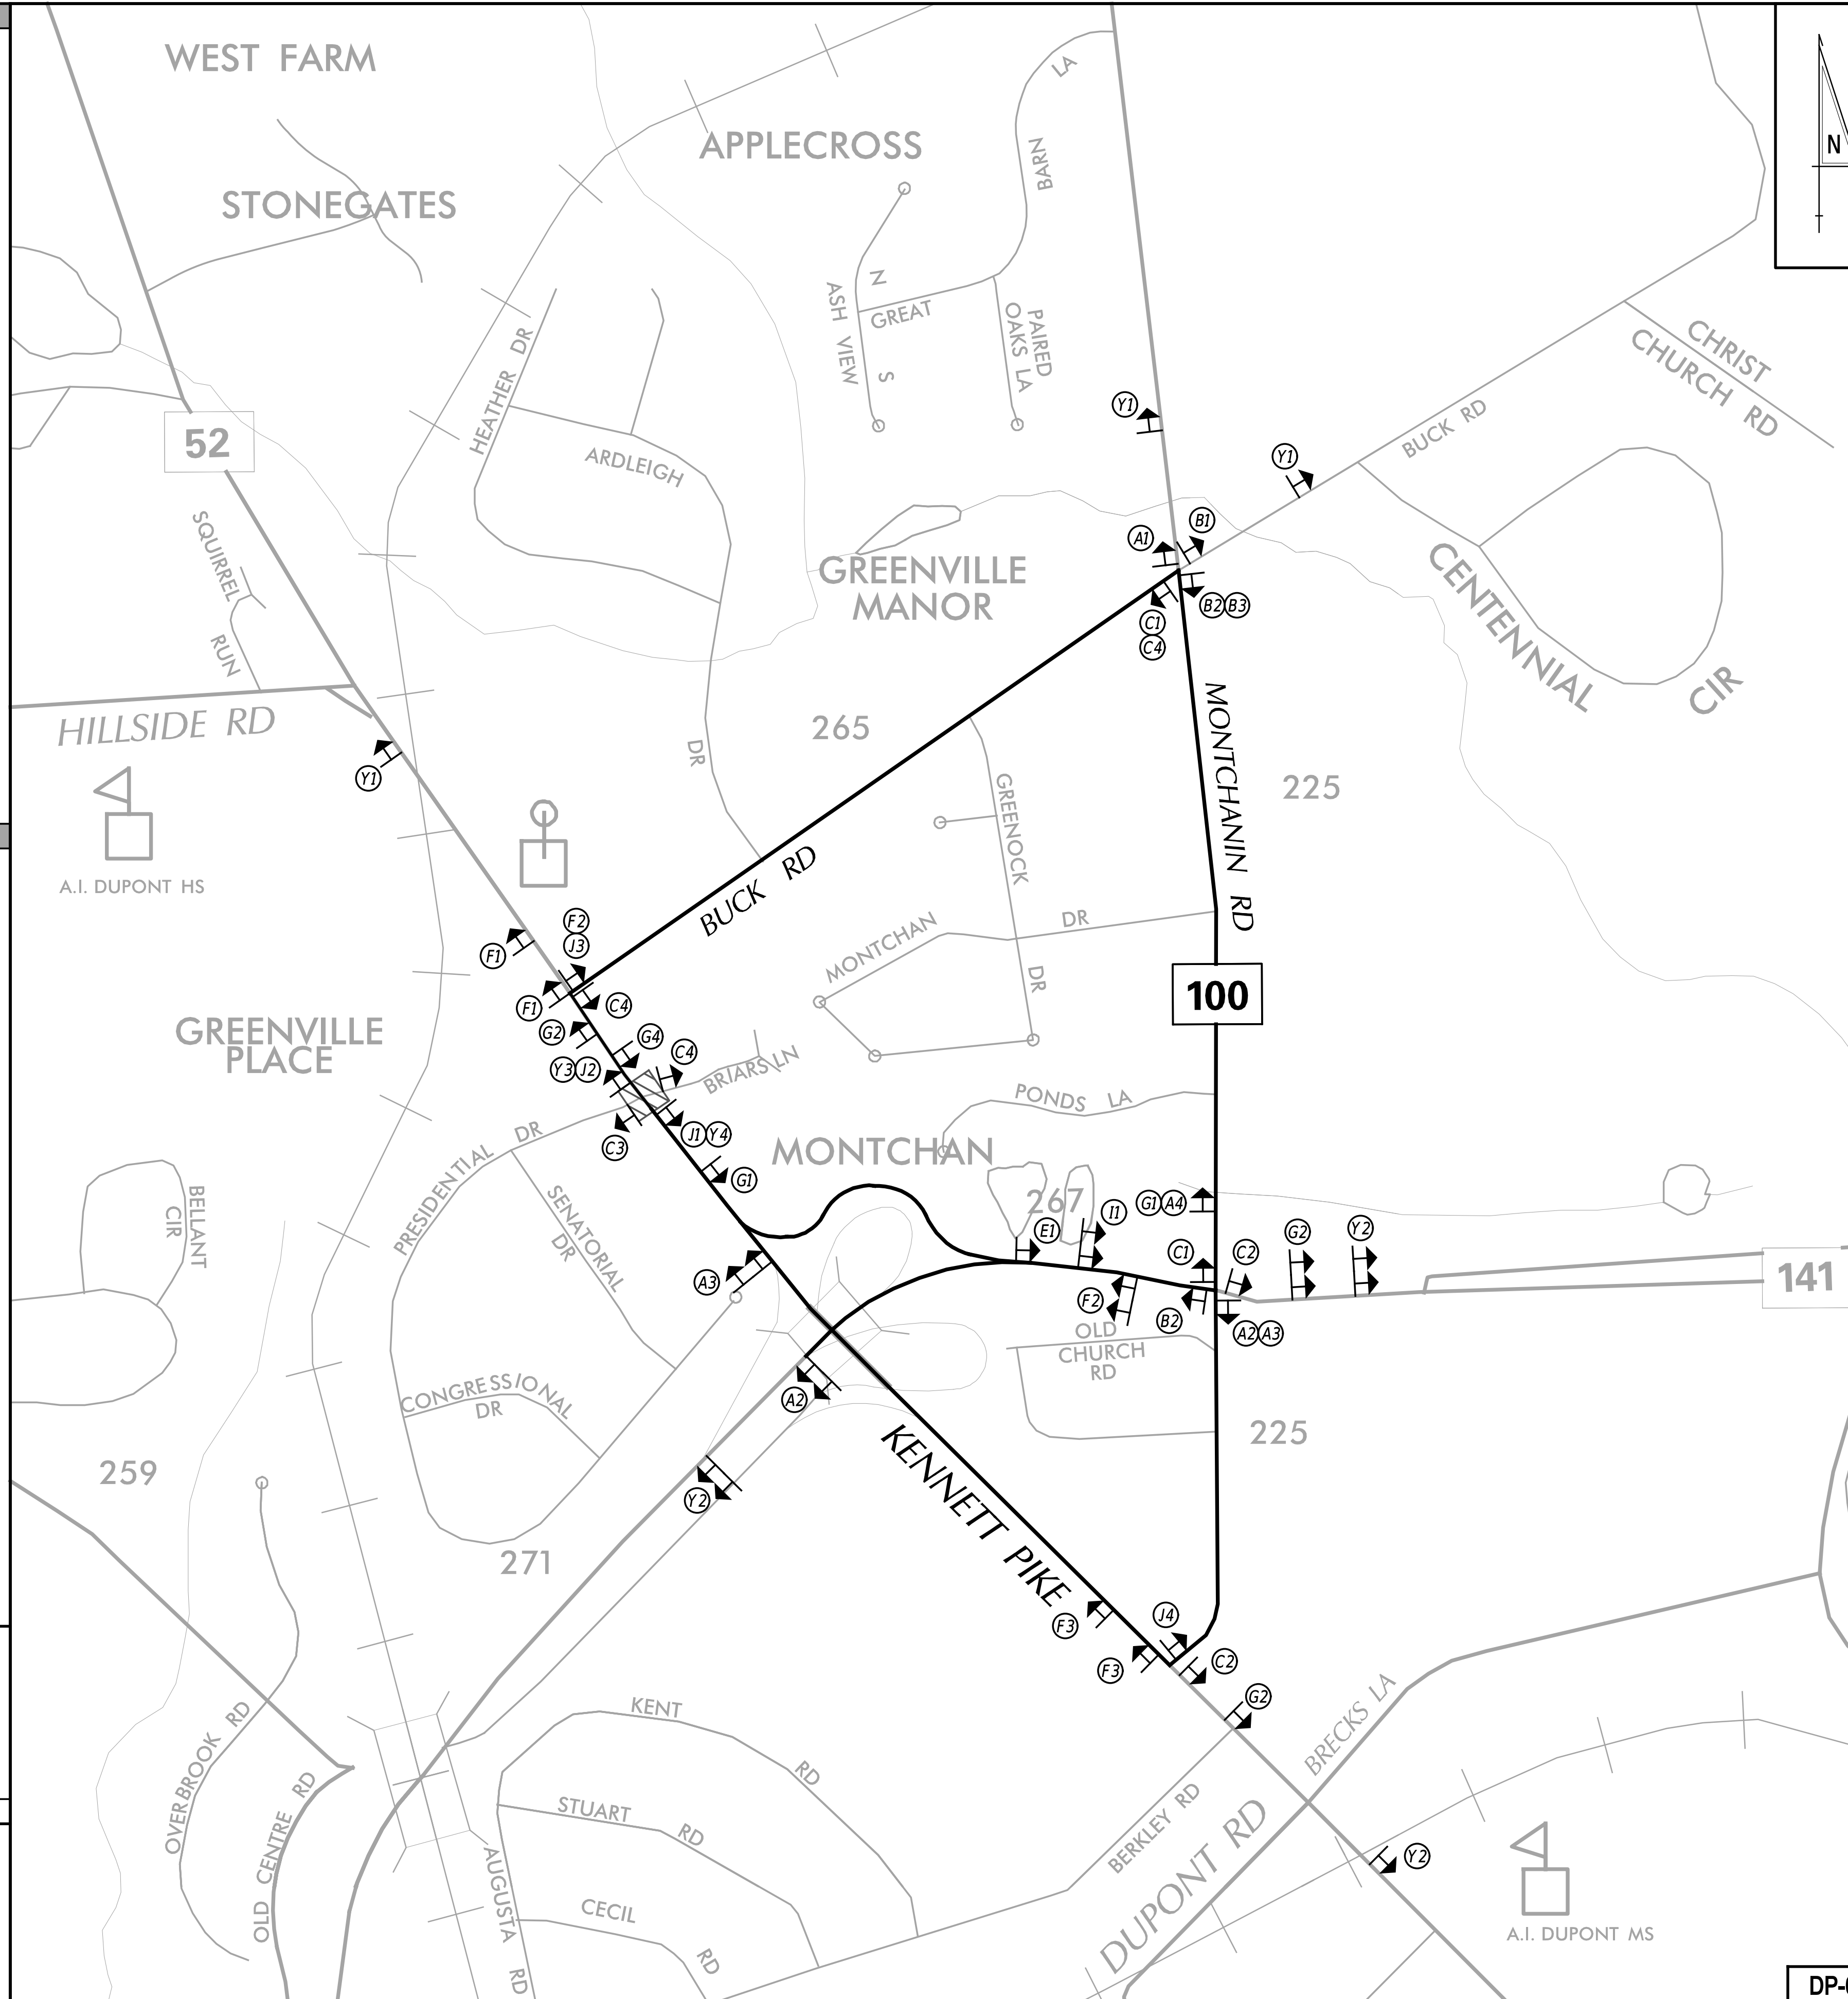 WEST FARM
N
LA
APPLECROSS
BARN
STONEGATES
N
ASH VIEW
GREAT
S
PAIRED
OAKS LA
CHRIST
CHURCH RD
HEATHER DR
Y1
BUCK RD
52
ARDLEIGH
Y1
SQUIRREL
RUN
B1
A1
GREENVILLE
MANOR
B2 B3
C1
C4
CENTENNIAL
CIR
HILLSIDE RD
265
MONTCHANIN RD
DR
Y1
225
GREENOCK
DR
A.I. DUPONT HS
BUCK RD
F2
J3
F1
MONTCHAN
DR
100
F1
C4
G2
GREENVILLE
PLACE
G4
C4
Y3 J2
BRIARS LN
PONDS LA
J1 Y4
C3
PRESIDENTIAL DR
MONTCHAN
G1
267
G1 A4
I1
E1
BELLANT
CIR
SENATORIAL
DR
C1
C2
G2
Y2
A3
141
F2
B2
A2 A3
OLD
CHURCH
RD
CONGRESSIONAL
DR
A2
KENNETT PIKE
225
259
Y2
271
F3
J4
F3
C2
G2
OVERBROOK RD
KENT
RD
BRECKS LA
OLD CENTRE RD
STUART
RD
BERKLEY RD
DUPONT RD
Y2
AUGUSTA RD
CECIL
RD
A.I. DUPONT MS